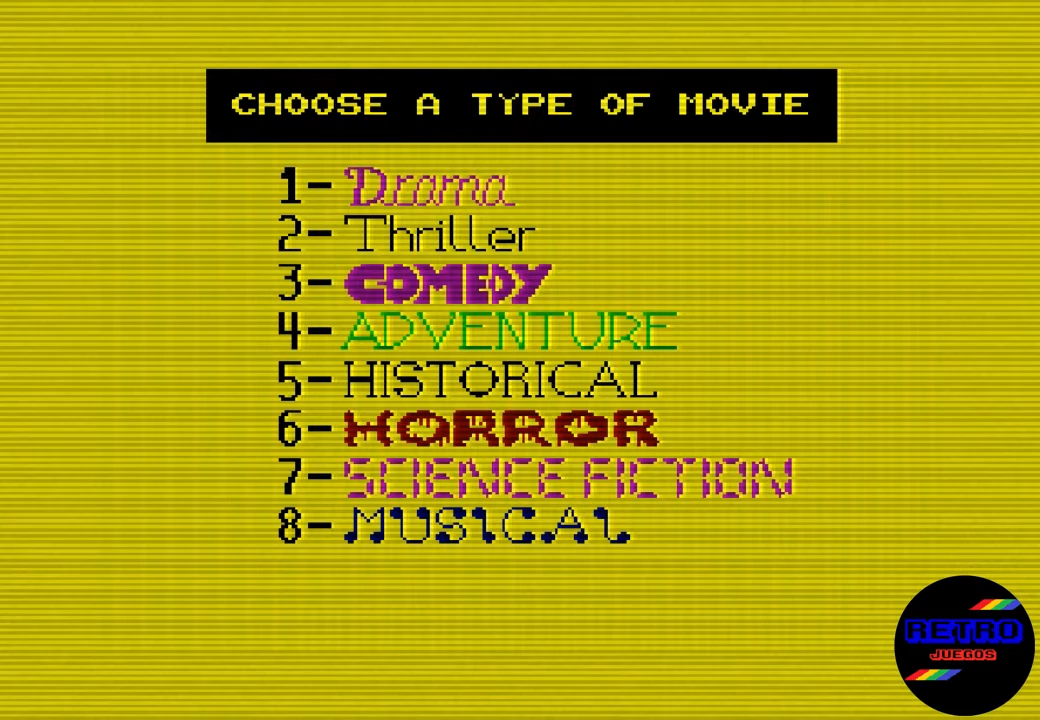 CHOOSE A TYPE OF MOVIE
1- Drama
2- Thriller
3- COMEDY
4- ADVENTURE
5- HISTORICAL
6- HORROR
7- SCIENCE FICTION
8- MUSICAL
RETRO
JUEGOS